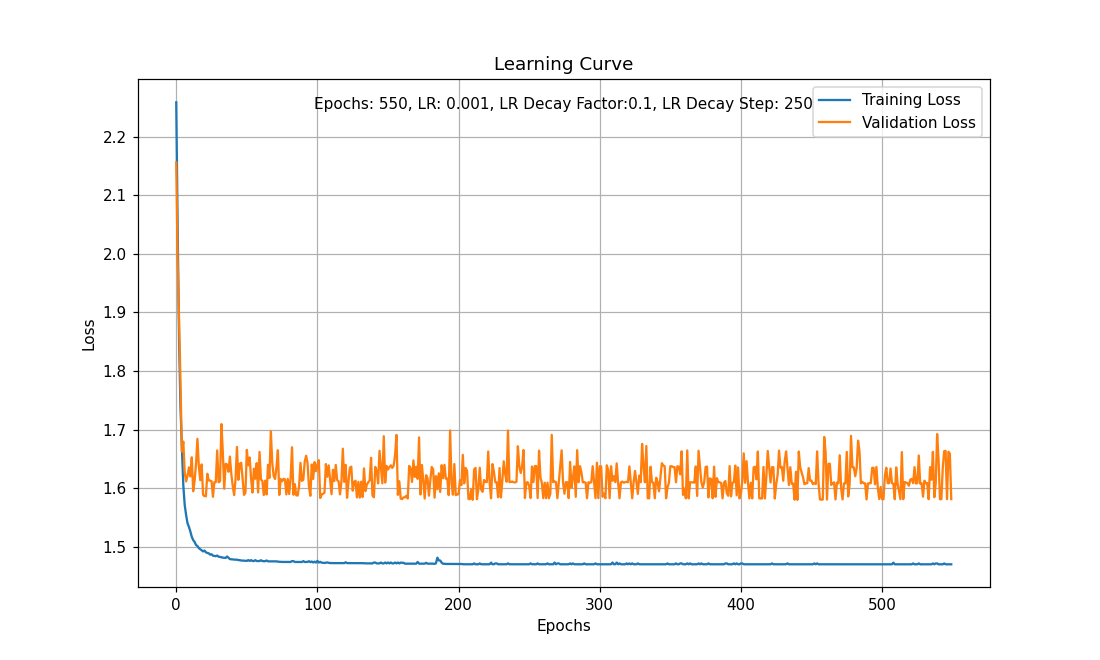 Learning Curve
Epochs: 550, LR: 0.001, LR Decay Factor:0.1, LR Decay Step: 250
Training Loss
Validation Loss
2.2
2.1
2.0
1.9
1.8
1.7
1.6
1.5
Loss
0 100 200 300 400 500
Epochs